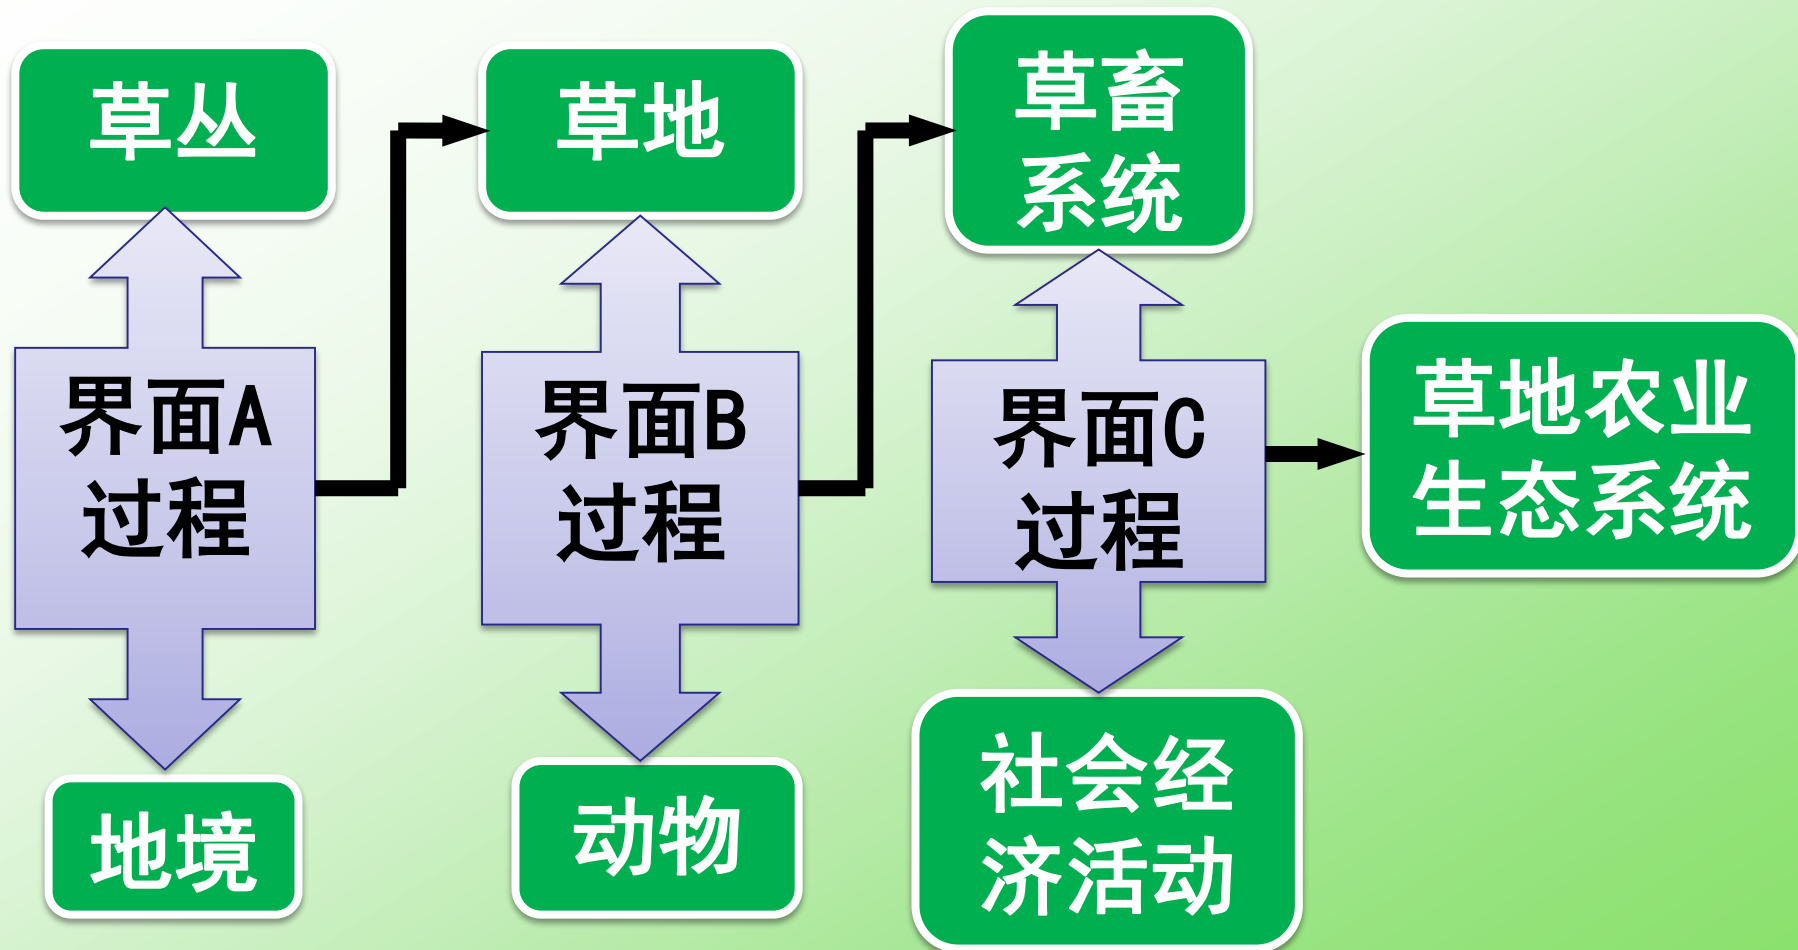 草丛
草地
草畜
系统
界面A
过程
界面B
过程
界面C
过程
草地农业
生态系统
地境
动物
社会经
济活动